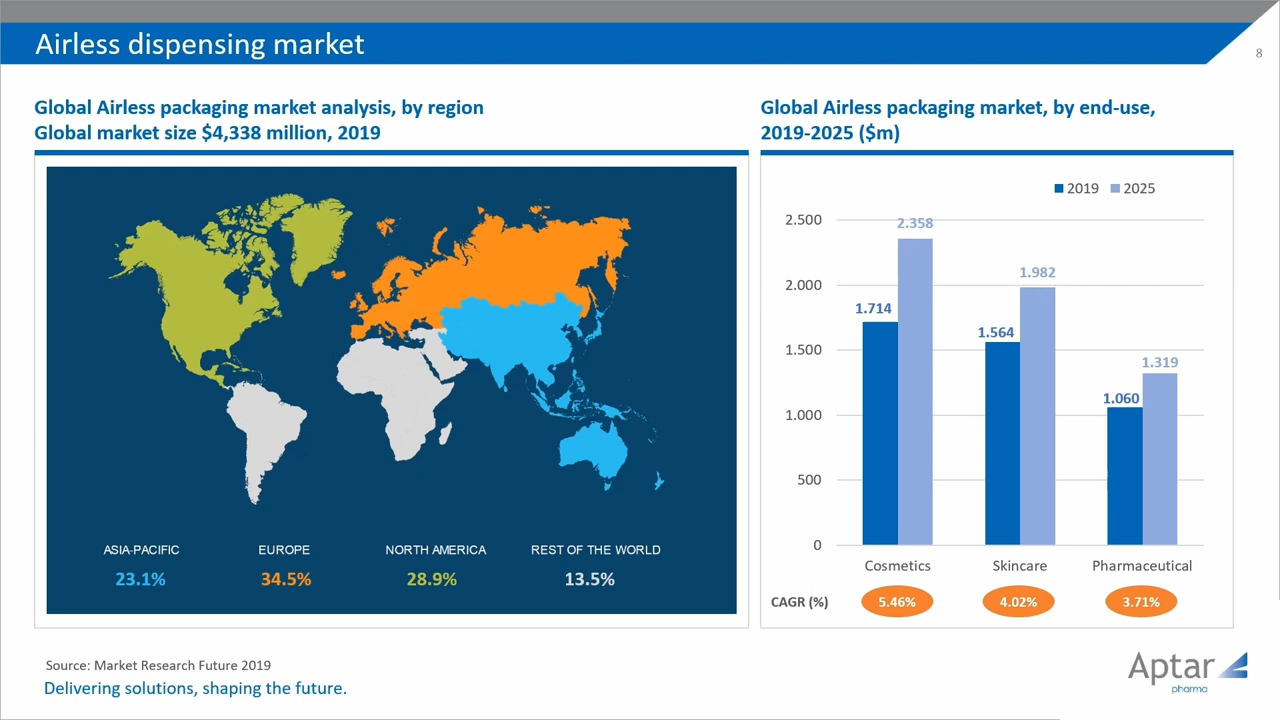 Airless dispensing market
8
Global Airless packaging market analysis, by region
Global market size $4,338 million, 2019
ASIA-PACIFIC EUROPE NORTH AMERICA REST OF THE WORLD
23.1% 34.5% 28.9% 13.5%
Global Airless packaging market, by end-use,
2019-2025 ($m)
2019 2025
2.500
2.000
1.500
1.000
500
0
1.714 2.358
1.564 1.982
1.060 1.319
Cosmetics Skincare Pharmaceutical
CAGR (%) 5.46% 4.02% 3.71%
Source: Market Research Future 2019
Delivering solutions, shaping the future.
Aptar
pharma